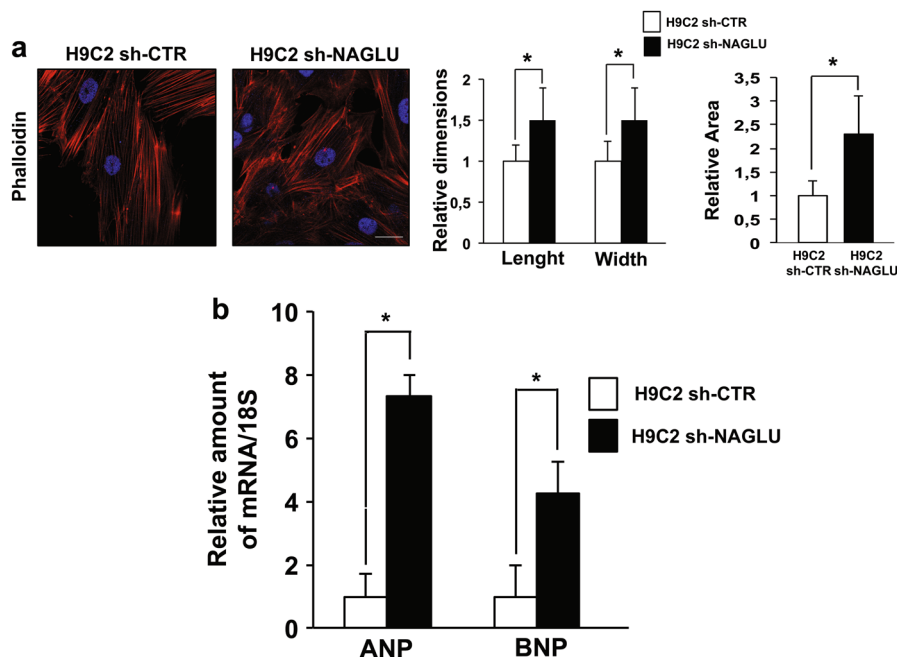 a
H9C2 sh-CTR
H9C2 sh-NAGLU
Phalloidin
H9C2 sh-CTR
H9C2 sh-NAGLU
Relative dimensions
2
1,5
1
0,5
0
*
*
Lenght
Width
Relative Area
3,5
3
2,5
2
1,5
1
0,5
0
*
H9C2
sh-CTR
H9C2
sh-NAGLU
b
Relative amount
of mRNA/18S
10
8
6
4
2
0
*
*
ANP
BNP
H9C2 sh-CTR
H9C2 sh-NAGLU